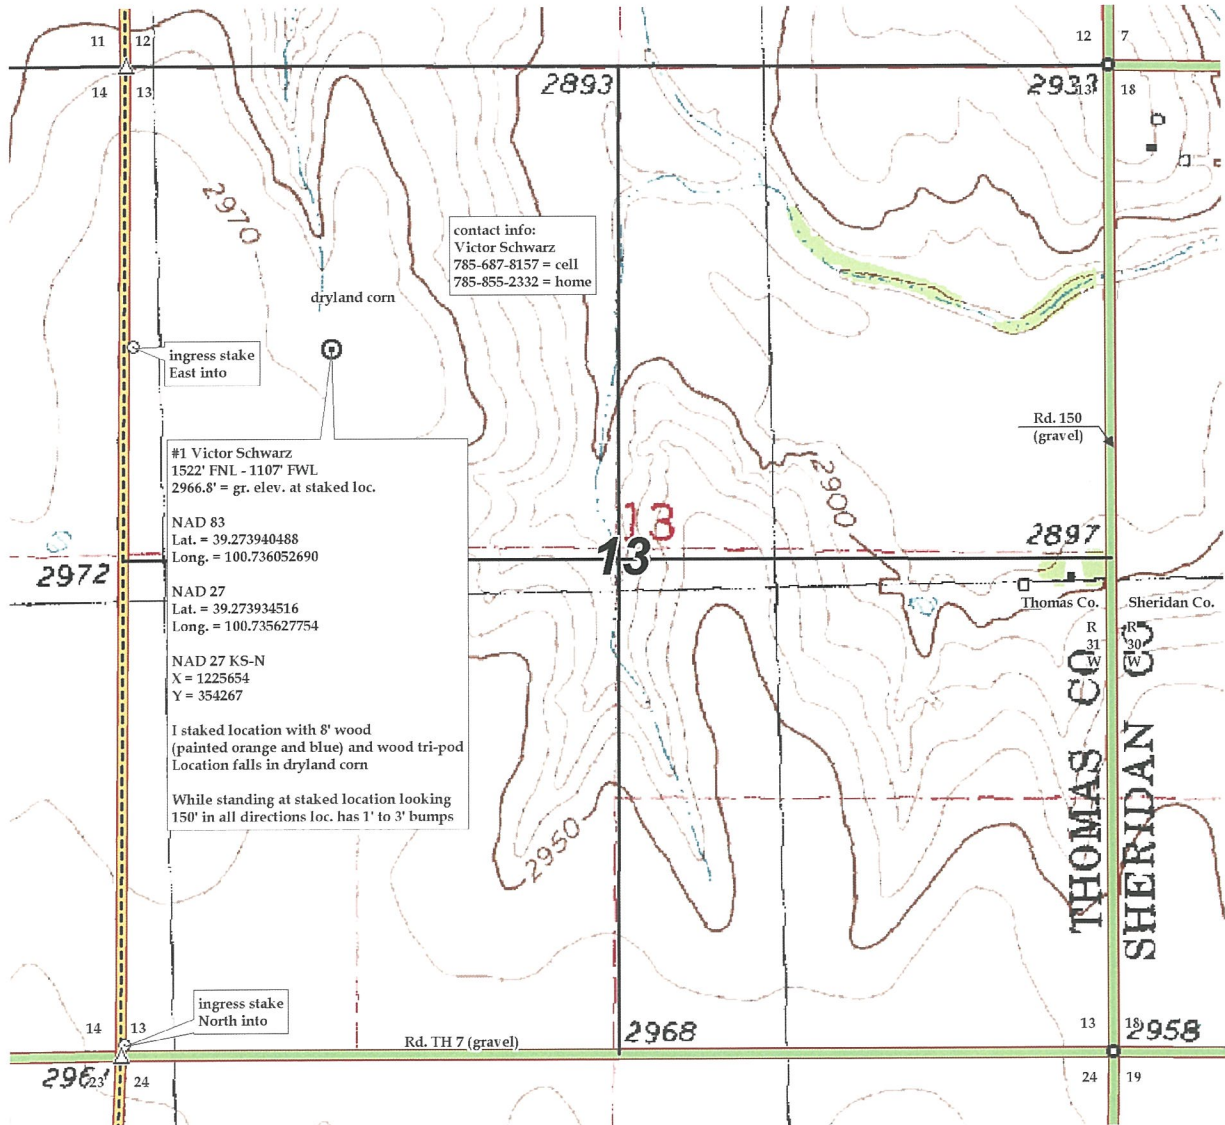 11 12
12 7
14 13
2893
2933
13 18
2970
contact info:
Victor Schwarz
785-687-8157 = cell
785-855-2332 = home
dryland corn
ingress stake
East into
Rd. 150
(gravel)
#1 Victor Schwarz
1522' FNL - 1107' FWL
2966.8' = gr. elev. at staked loc.
NAD 83
Lat. = 39.273940488
Long. = 100.736052690
NAD 27
Lat. = 39.273934516
Long. = 100.735627754
NAD 27 KS-N
X = 1225654
Y = 354267
I staked location with 8' wood
(painted orange and blue) and wood tri-pod
Location falls in dryland corn
While standing at staked location looking
150' in all directions loc. has 1' to 3' bumps
2900
13
13
2897
2972
Thomas Co. Sheridan Co.
R R
31 30
W W
THOMAS CO
SHERIDAN CO
2950
ingress stake
North into
14 13
Rd. TH 7 (gravel)
2968
13 18
2958
23 24
24 19